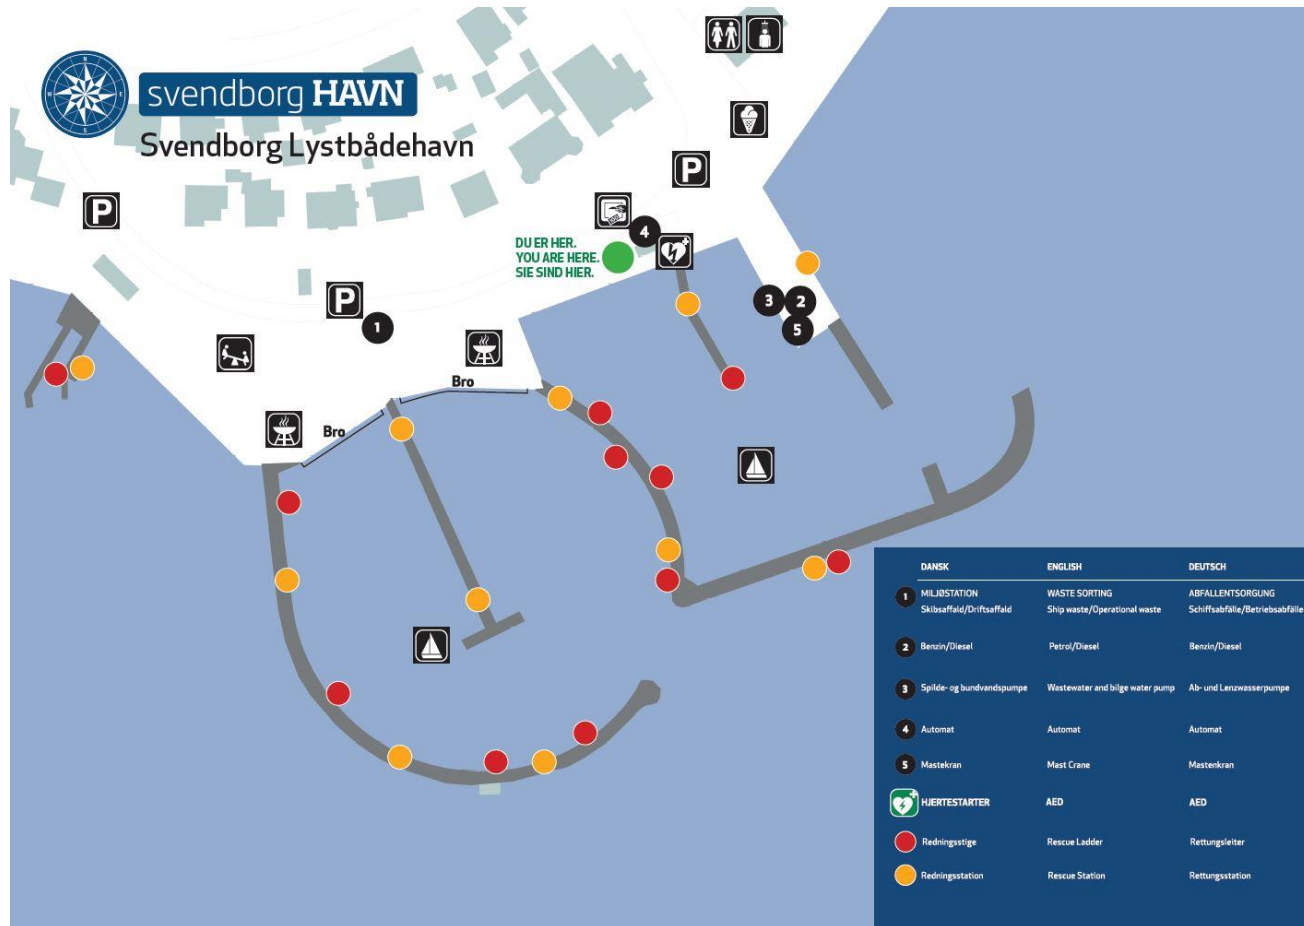 svendborg HAVN
Svendborg Lystbådehavn
P
P
4
DU ER HER.
YOU ARE HERE.
SIE SIND HIER.
P
1
3
2
5
Bro
Bro
DANSK ENGLISH DEUTSCH
1 MILJØSTATION WASTE SORTING ABFALLENTSORGUNG
Skibsaffald/Driftsaffald Ship waste/Operational waste Schiffsabfälle/Betriebsabfälle
2 Benzin/Diesel Petrol/Diesel Benzin/Diesel
3 Spilde- og bundvandspumpe Wastewater and bilge water pump Ab- und Lenzwasserpumpe
4 Automat Automat Automat
5 Mastekran Mast Crane Mastenkran
HJERTESTARTER AED AED
Redningsstige Rescue Ladder Rettungsleiter
Redningsstation Rescue Station Rettungsstation